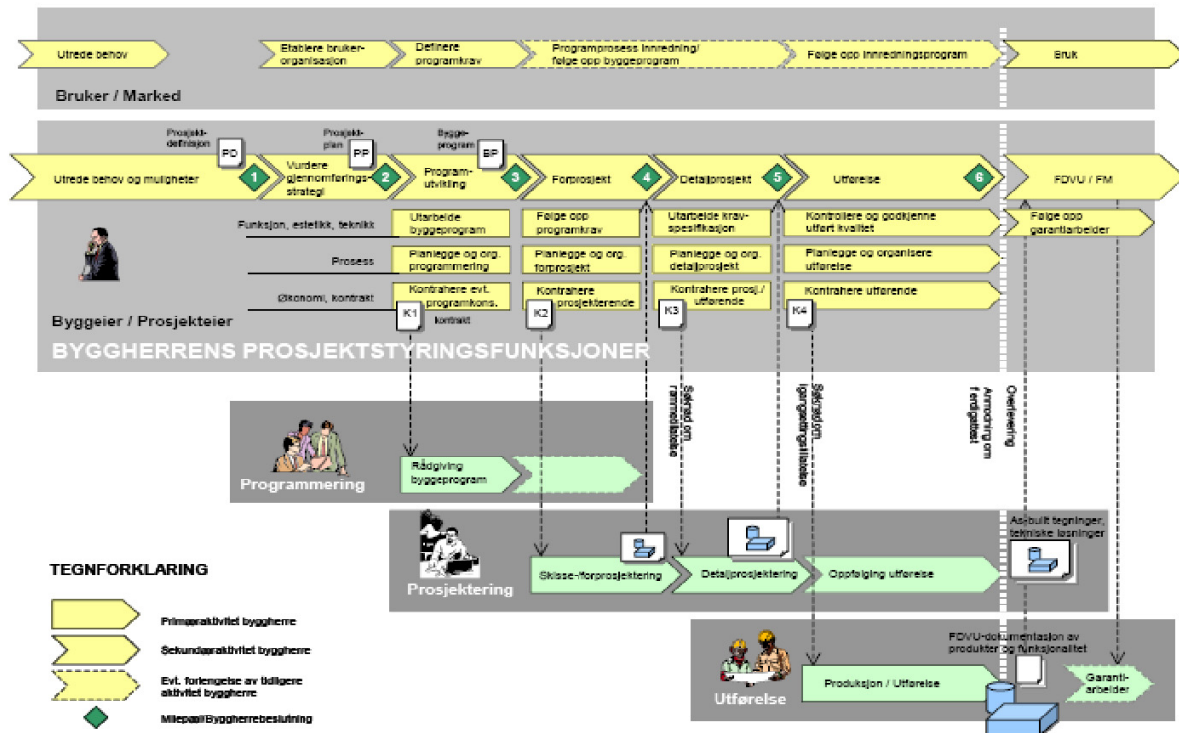 Utrede behov
Etablere bruker-
organisasjon
Definere
programkrav
Programprosess innredning/
følge opp byggeprogram
Følge opp innredningsprogram
Bruk
Bruker / Marked
Prosjekt-
definisjon
PD
Prosjekt-
plan
PP
Bygge-
program
BP
Utrede behov og muligheter
1
Vurdere
gjennomførings-
strategi
2
Program-
utvikling
3
Forprosjekt
4
Detaljprosjekt
5
Utførelse
6
FDVU / FM
Funksjon, estetikk, teknikk
Utarbeide
byggeprogram
Følge opp
programkrav
Utarbeide krav-
spesifikasjon
Kontrollere og godkjenne
utført kvalitet
Følge opp
garantiarbeider
Prosess
Planlegge og org.
programmering
Planlegge og org.
forprosjekt
Planlegge og org.
detaljprosjekt
Planlegge og organisere
utførelse
Økonomi, kontrakt
Kontrahere evt.
programkons.
Kontrahere
prosjekterende
Kontrahere prosj./
utførende
Kontrahere utførende
K1
kontrakt
K2
K3
K4
Byggeier / Prosjekteier
BYGGHERRENS PROSJEKTSTYRINGSFUNKSJONER
Søknad om
rammetillatelse
Søknad om
igangsettingstillatelse
Anmodning om
ferdigattest
Overlevering
Rådgiving
byggeprogram
Programmering
As-built tegninger,
tekniske løsninger
Skisse-/forprosjektering
Detaljprosjektering
Oppfølging utførelse
Prosjektering
FDVU-dokumentasjon av
produkter og funksjonalitet
Produksjon / Utførelse
Garanti-
arbeider
Utførelse
TEGNFORKLARING
Primæraktivitet byggherre
Sekundæraktivitet byggherre
Evt. forlengelse av tidligere
aktivitet byggherre
Milepæl/Byggherrebeslutning